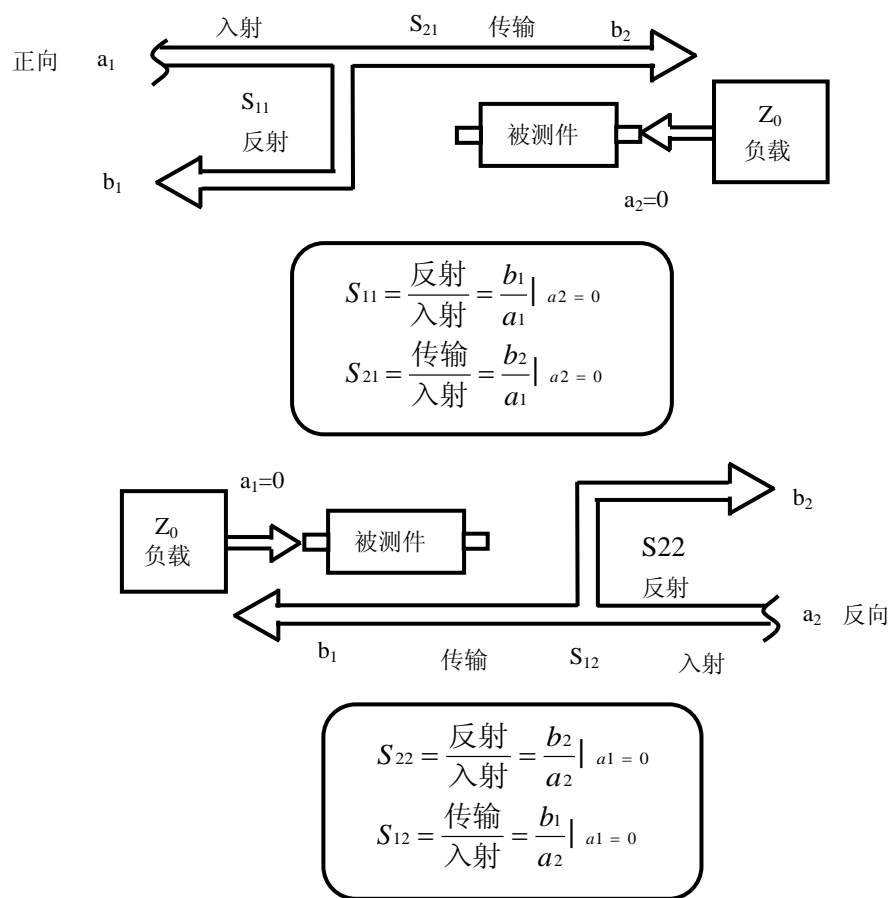 入射 S₂₁ 传输 b₂
正向 a₁
S₁₁
反射
被测件
Z₀
负载
b₁
a₂=0
S₁₁ = 反射/入射 = b₁/a₁ | a2 = 0
S₂₁ = 传输/入射 = b₂/a₁ | a2 = 0
a₁=0
b₂
Z₀
负载
被测件
S22
反射
a₂ 反向
b₁ 传输 S₁₂ 入射
S₂₂ = 反射/入射 = b₂/a₂ | a1 = 0
S₁₂ = 传输/入射 = b₁/a₂ | a1 = 0